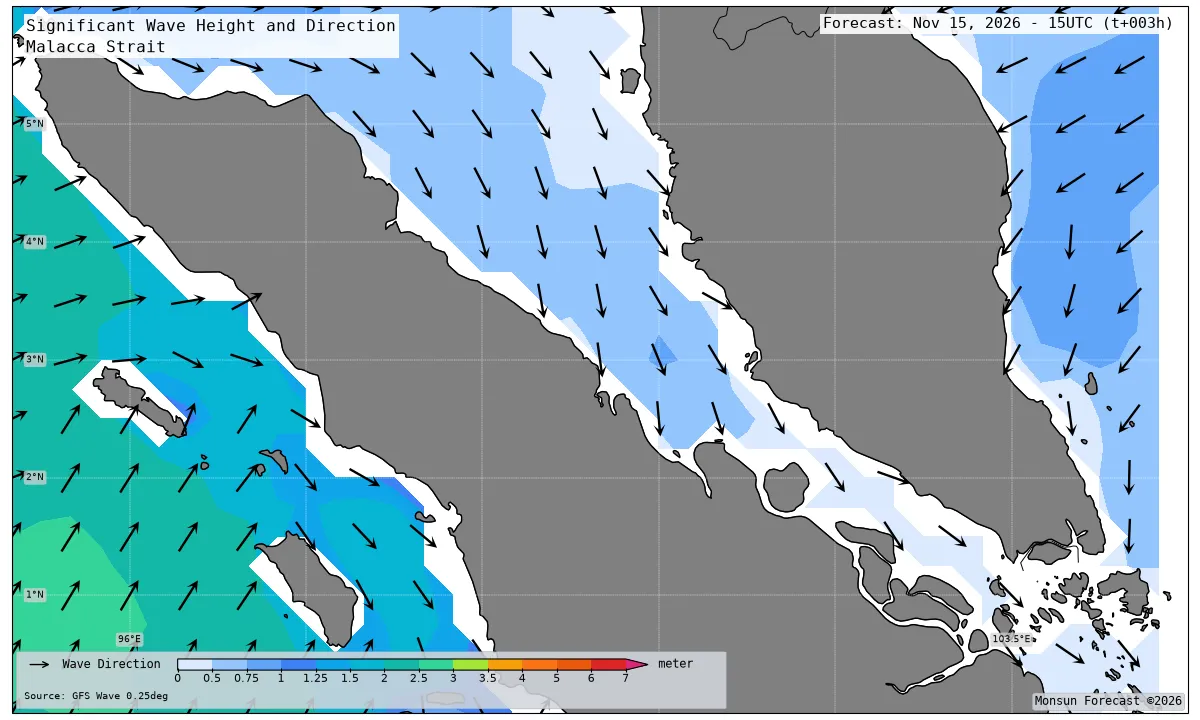 Significant Wave Height and Direction
Malacca Strait
Forecast: Nov 15, 2026 - 15UTC (t+003h)
5°N
4°N
3°N
2°N
1°N
96°E
103.5°E
Wave Direction
meter
0 0.5 0.75 1 1.25 1.5 2 2.5 3 3.5 4 5 6 7
Source: GFS Wave 0.25deg
Monsun Forecast ©2026